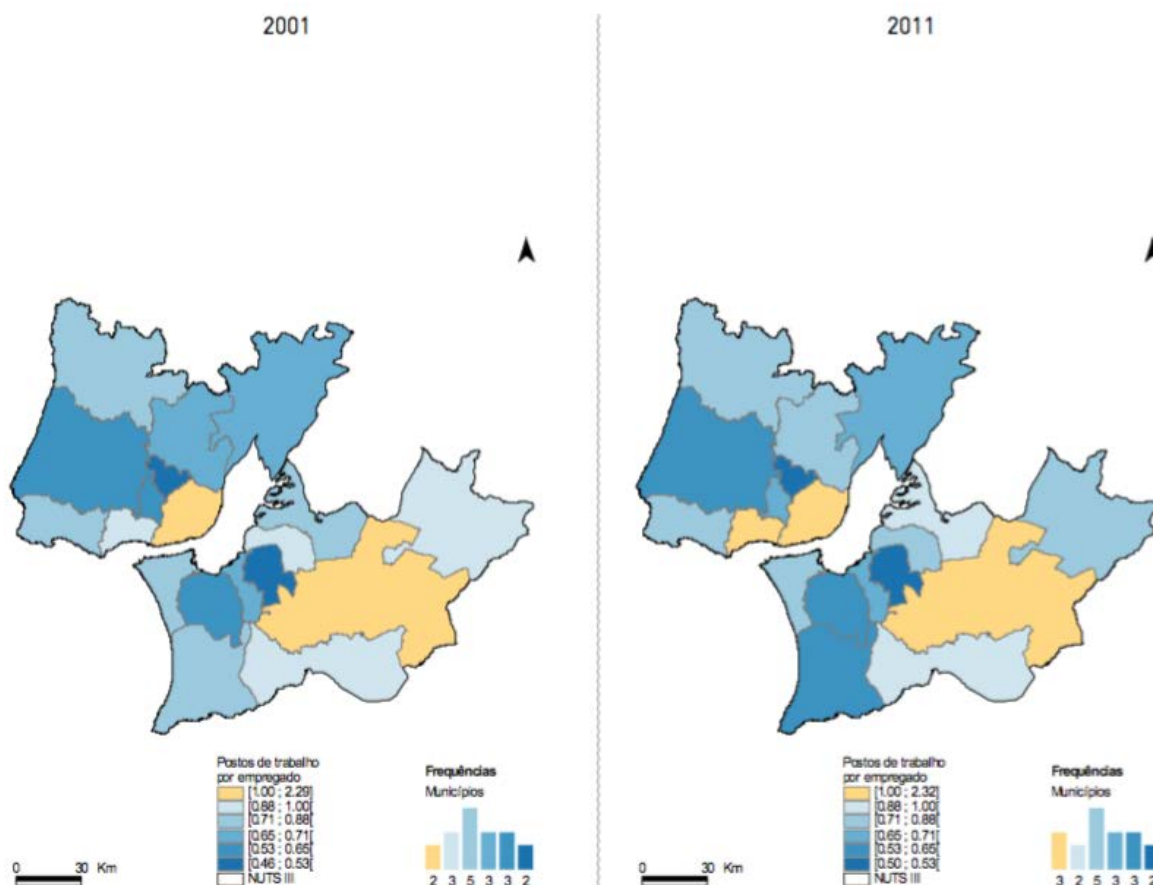 2001
Postos de trabalho
por empregado
[1.00 ; 2.29]
[0.88 ; 1.00[
[0.71 ; 0.88[
[0.65 ; 0.71[
[0.53 ; 0.65[
[0.46 ; 0.53[
NUTS III
Frequências
Municípios
2 3 5 3 3 2
0 30 Km
2011
Postos de trabalho
por empregado
[1.00 ; 2.32]
[0.88 ; 1.00[
[0.71 ; 0.88[
[0.65 ; 0.71[
[0.53 ; 0.65[
[0.50 ; 0.53[
NUTS III
Frequências
Municípios
3 2 5 3 3 2
0 30 Km